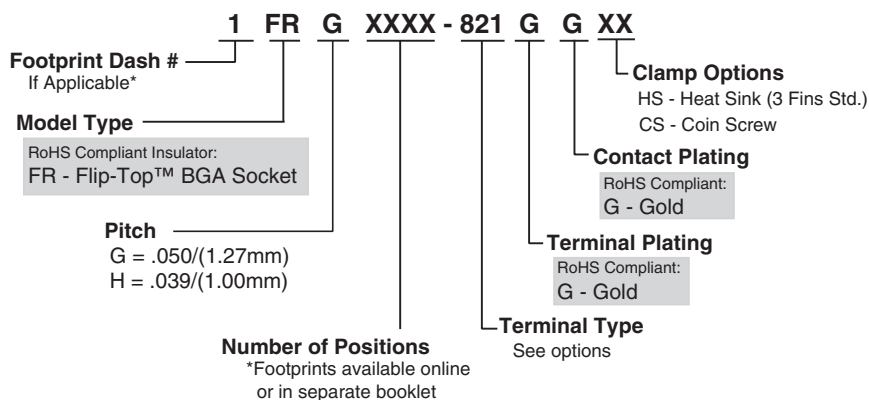 1 FR G XXXX - 821 G G XX
Footprint Dash #
If Applicable*
Model Type
RoHS Compliant Insulator:
FR - Flip-Top™ BGA Socket
Pitch
G = .050/(1.27mm)
H = .039/(1.00mm)
Number of Positions
*Footprints available online
or in separate booklet
Clamp Options
HS - Heat Sink (3 Fins Std.)
CS - Coin Screw
Contact Plating
RoHS Compliant:
G - Gold
Terminal Plating
RoHS Compliant:
G - Gold
Terminal Type
See options